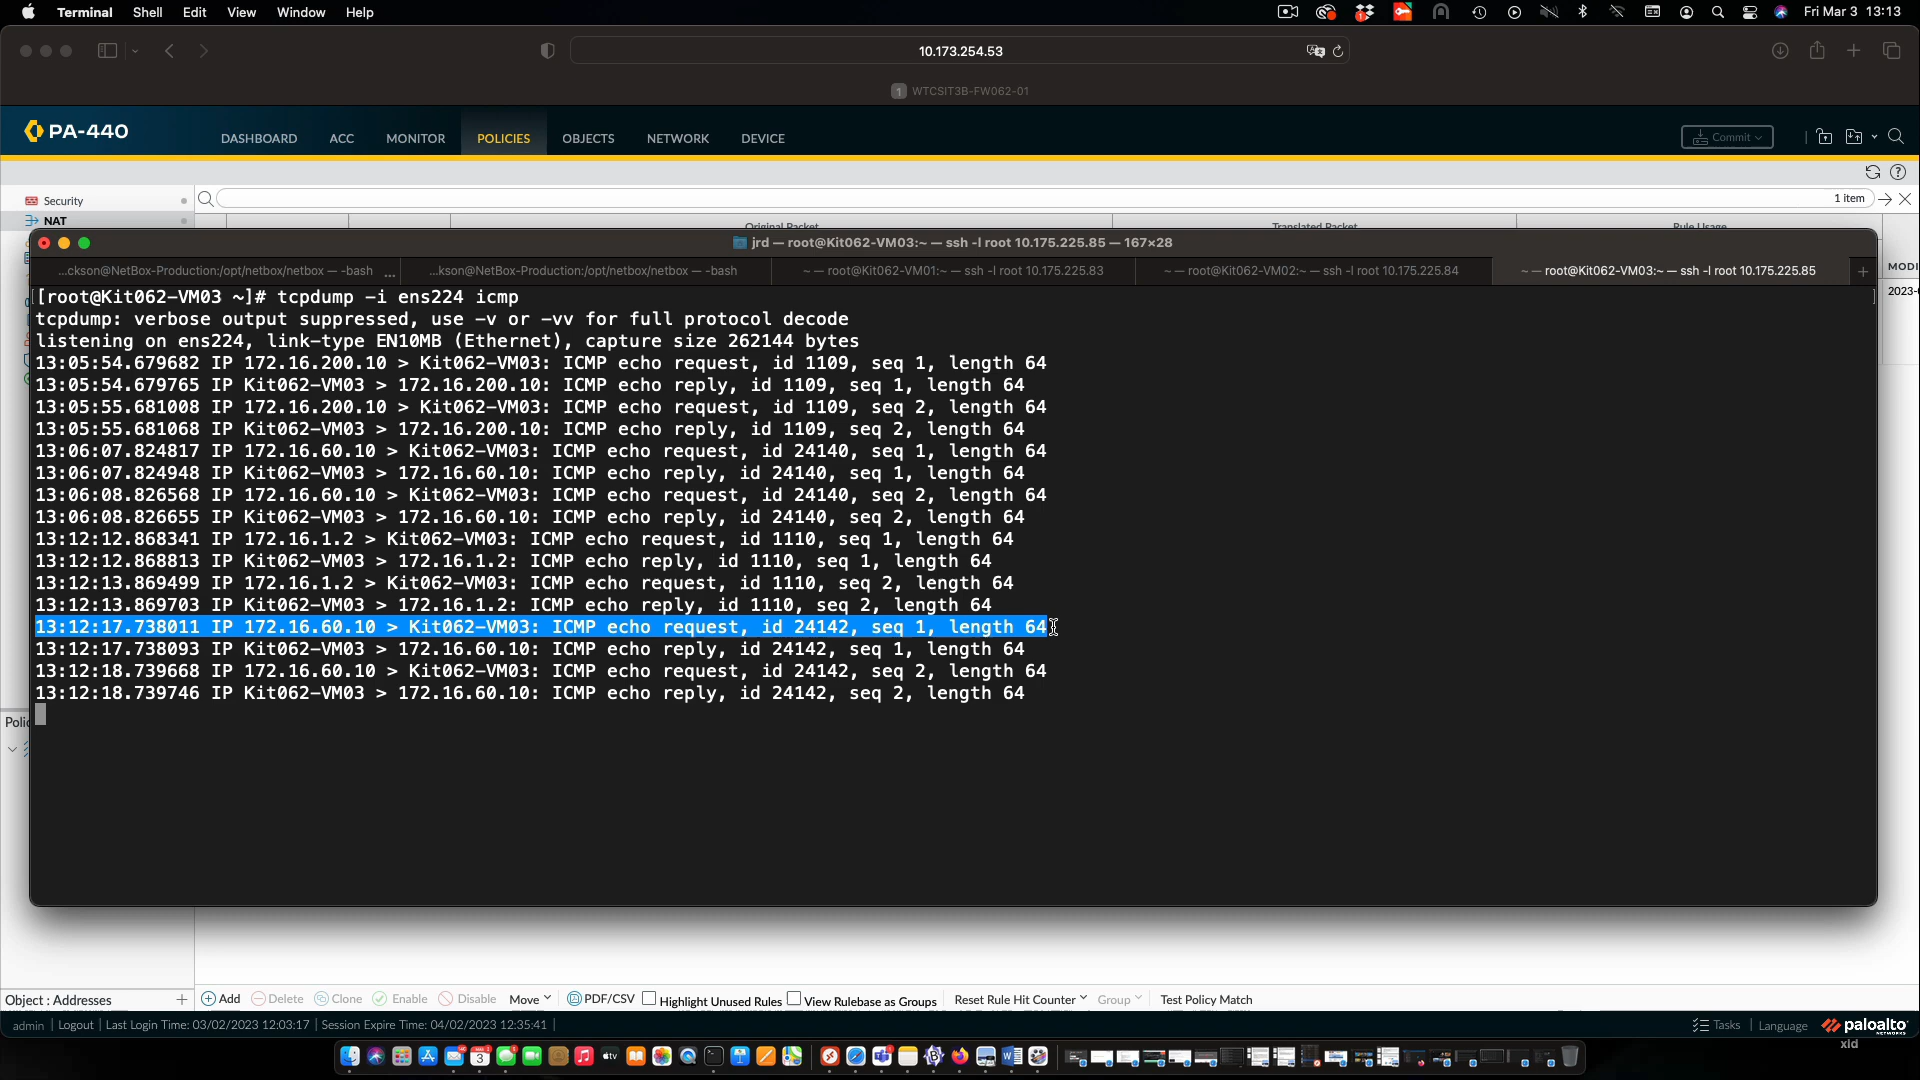 Terminal Shell Edit View Window Help
Fri Mar 3 13:13
10.173.254.53
1 WTCSIT3B-FW062-01
PA-440 DASHBOARD ACC MONITOR POLICIES OBJECTS NETWORK DEVICE Commit
Security
1 item
NAT
Original Packet Translated Packet Rule Usage
jrd — root@Kit062-VM03:~ — ssh -l root 10.175.225.85 — 167×28
...ckson@NetBox-Production:/opt/netbox/netbox — -bash ... ...kson@NetBox-Production:/opt/netbox/netbox — -bash ~ — root@Kit062-VM01:~ — ssh -l root 10.175.225.83 ~ — root@Kit062-VM02:~ — ssh -l root 10.175.225.84 ~ — root@Kit062-VM03:~ — ssh -l root 10.175.225.85 +
MODI
2023-
[[root@Kit062-VM03 ~]# tcpdump -i ens224 icmp ]
tcpdump: verbose output suppressed, use -v or -vv for full protocol decode
listening on ens224, link-type EN10MB (Ethernet), capture size 262144 bytes
13:05:54.679682 IP 172.16.200.10 > Kit062-VM03: ICMP echo request, id 1109, seq 1, length 64
13:05:54.679765 IP Kit062-VM03 > 172.16.200.10: ICMP echo reply, id 1109, seq 1, length 64
13:05:55.681008 IP 172.16.200.10 > Kit062-VM03: ICMP echo request, id 1109, seq 2, length 64
13:05:55.681068 IP Kit062-VM03 > 172.16.200.10: ICMP echo reply, id 1109, seq 2, length 64
13:06:07.824817 IP 172.16.60.10 > Kit062-VM03: ICMP echo request, id 24140, seq 1, length 64
13:06:07.824948 IP Kit062-VM03 > 172.16.60.10: ICMP echo reply, id 24140, seq 1, length 64
13:06:08.826568 IP 172.16.60.10 > Kit062-VM03: ICMP echo request, id 24140, seq 2, length 64
13:06:08.826655 IP Kit062-VM03 > 172.16.60.10: ICMP echo reply, id 24140, seq 2, length 64
13:12:12.868341 IP 172.16.1.2 > Kit062-VM03: ICMP echo request, id 1110, seq 1, length 64
13:12:12.868813 IP Kit062-VM03 > 172.16.1.2: ICMP echo reply, id 1110, seq 1, length 64
13:12:13.869499 IP 172.16.1.2 > Kit062-VM03: ICMP echo request, id 1110, seq 2, length 64
13:12:13.869703 IP Kit062-VM03 > 172.16.1.2: ICMP echo reply, id 1110, seq 2, length 64
13:12:17.738011 IP 172.16.60.10 > Kit062-VM03: ICMP echo request, id 24142, seq 1, length 64
13:12:17.738093 IP Kit062-VM03 > 172.16.60.10: ICMP echo reply, id 24142, seq 1, length 64
13:12:18.739668 IP 172.16.60.10 > Kit062-VM03: ICMP echo request, id 24142, seq 2, length 64
13:12:18.739746 IP Kit062-VM03 > 172.16.60.10: ICMP echo reply, id 24142, seq 2, length 64
Polic
Object : Addresses + Add Delete Clone Enable Disable Move PDF/CSV Highlight Unused Rules View Rulebase as Groups Reset Rule Hit Counter Group Test Policy Match
admin | Logout | Last Login Time: 03/02/2023 12:03:17 | Session Expire Time: 04/02/2023 12:35:41 | Tasks | Language paloalto
NETWORKS
xld